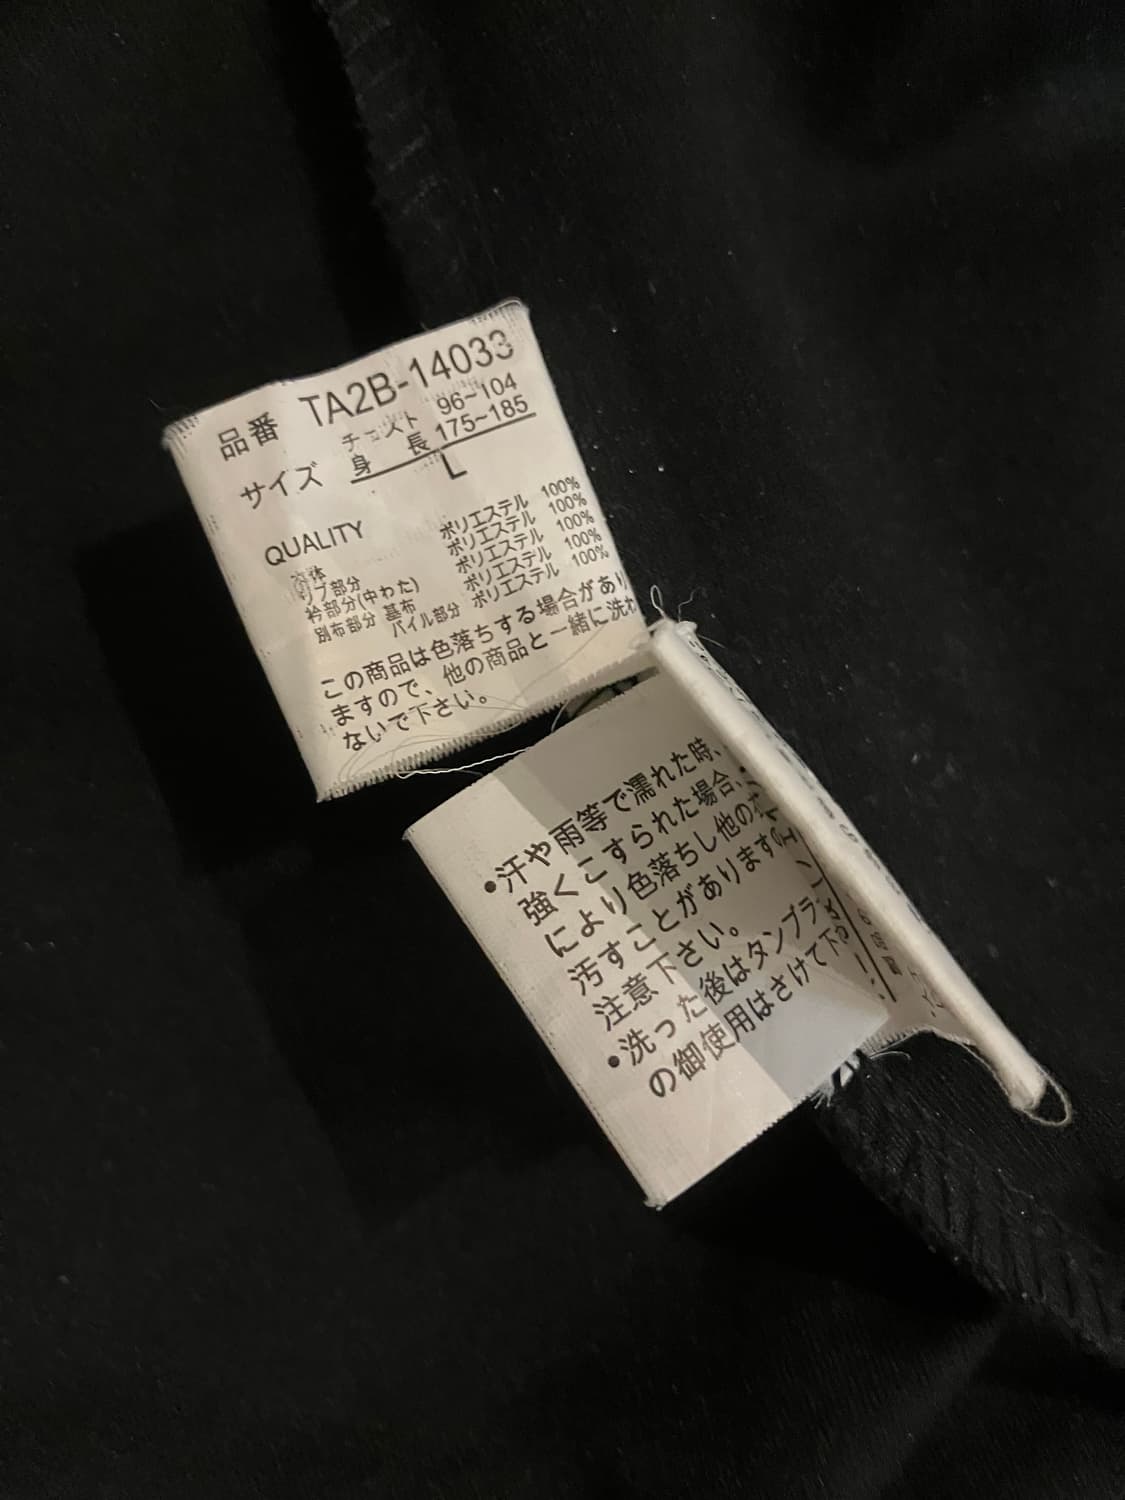 品番 TA2B-14033
サイズ チェスト 96~104
身 長 175~185
L
QUALITY
ポリエステル 100%
リブ部分 ポリエステル 100%
衿部分(中わた) ポリエステル 100%
別布部分 基布 ポリエステル 100%
パイル部分 ポリエステル 100%
この商品は色落ちする場合があり
ますので、他の商品と一緒に洗わ
ないで下さい。
•汗や雨等で濡れた時、
強くこすられた場合、
により色落ちし他の
汚すことがあります
注意下さい。
•洗った後はタンブラ
の御使用はさけて下